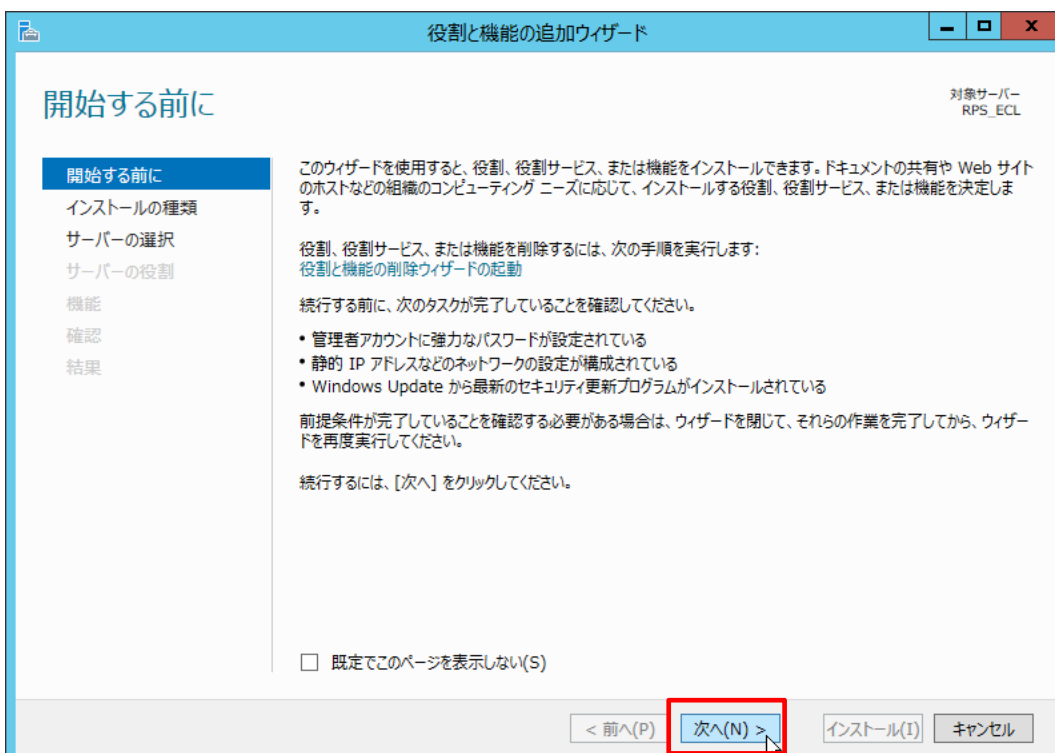 役割と機能の追加ウィザード
開始する前に
対象サーバー
RPS_ECL
開始する前に
インストールの種類
サーバーの選択
サーバーの役割
機能
確認
結果
このウィザードを使用すると、役割、役割サービス、または機能をインストールできます。ドキュメントの共有や Web サイト
のホストなどの組織のコンピューティング ニーズに応じて、インストールする役割、役割サービス、または機能を決定しま
す。
役割、役割サービス、または機能を削除するには、次の手順を実行します:
役割と機能の削除ウィザードの起動
続行する前に、次のタスクが完了していることを確認してください。
• 管理者アカウントに強力なパスワードが設定されている
• 静的 IP アドレスなどのネットワークの設定が構成されている
• Windows Update から最新のセキュリティ更新プログラムがインストールされている
前提条件が完了していることを確認する必要がある場合は、ウィザードを閉じて、それらの作業を完了してから、ウィザー
ドを再度実行してください。
続行するには、[次へ] をクリックしてください。
既定でこのページを表示しない(S)
< 前へ(P)
次へ(N) >
インストール(I)
キャンセル